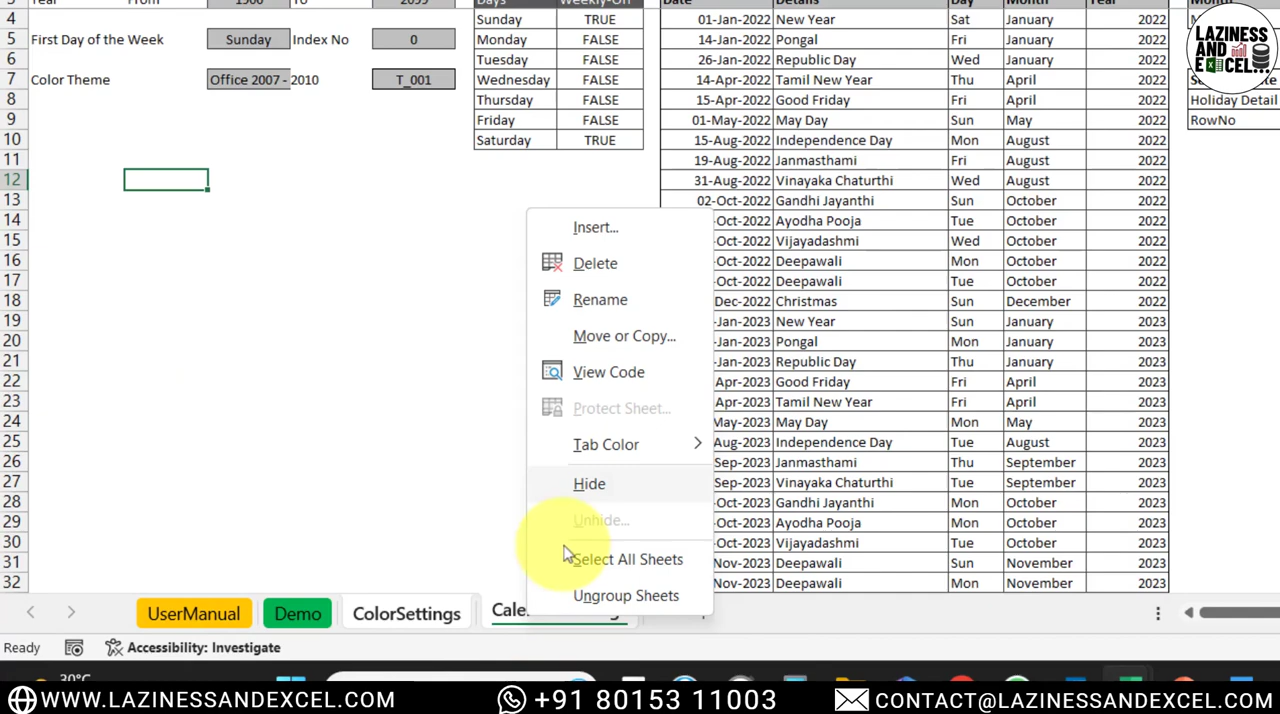 Year From 1900 To 2099
Days Weekly-Off
Date Details Day Month Year
4 Sunday TRUE 01-Jan-2022 New Year Sat January 2022
5 First Day of the Week Sunday Index No 0 Monday FALSE 14-Jan-2022 Pongal Fri January 2022
6 Tuesday FALSE 26-Jan-2022 Republic Day Wed January 2022
7 Color Theme Office 2007 - 2010 T_001 Wednesday FALSE 14-Apr-2022 Tamil New Year Thu April 2022
8 Thursday FALSE 15-Apr-2022 Good Friday Fri April 2022 Holiday Detail
9 Friday FALSE 01-May-2022 May Day Sun May 2022 RowNo
10 Saturday TRUE 15-Aug-2022 Independence Day Mon August 2022
11 19-Aug-2022 Janmasthami Fri August 2022
12 31-Aug-2022 Vinayaka Chaturthi Wed August 2022
13 02-Oct-2022 Gandhi Jayanthi Sun October 2022
14 -Oct-2022 Ayodha Pooja Tue October 2022
15 -Oct-2022 Vijayadashmi Wed October 2022
16 -Oct-2022 Deepawali Mon October 2022
17 -Oct-2022 Deepawali Tue October 2022
18 Dec-2022 Christmas Sun December 2022
19 -Jan-2023 New Year Sun January 2023
20 -Jan-2023 Pongal Mon January 2023
21 -Jan-2023 Republic Day Thu January 2023
22 Apr-2023 Good Friday Fri April 2023
23 Apr-2023 Tamil New Year Fri April 2023
24 May-2023 May Day Mon May 2023
25 Aug-2023 Independence Day Tue August 2023
26 Sep-2023 Janmasthami Thu September 2023
27 Sep-2023 Vinayaka Chaturthi Wed September 2023
28 -Oct-2023 Gandhi Jayanthi Mon October 2023
29 -Oct-2023 Ayodha Pooja Mon October 2023
30 -Oct-2023 Vijayadashmi Tue October 2023
31 Nov-2023 Deepawali Sun November 2023
32 Nov-2023 Deepawali Mon November 2023
LAZINESS
AND
EXCEL...
Insert...
Delete
Rename
Move or Copy...
View Code
Protect Sheet...
Tab Color
Hide
Unhide...
Select All Sheets
Ungroup Sheets
UserManual Demo ColorSettings
Ready Accessibility: Investigate
30°C
WWW.LAZINESSANDEXCEL.COM +91 80153 11003 CONTACT@LAZINESSANDEXCEL.COM